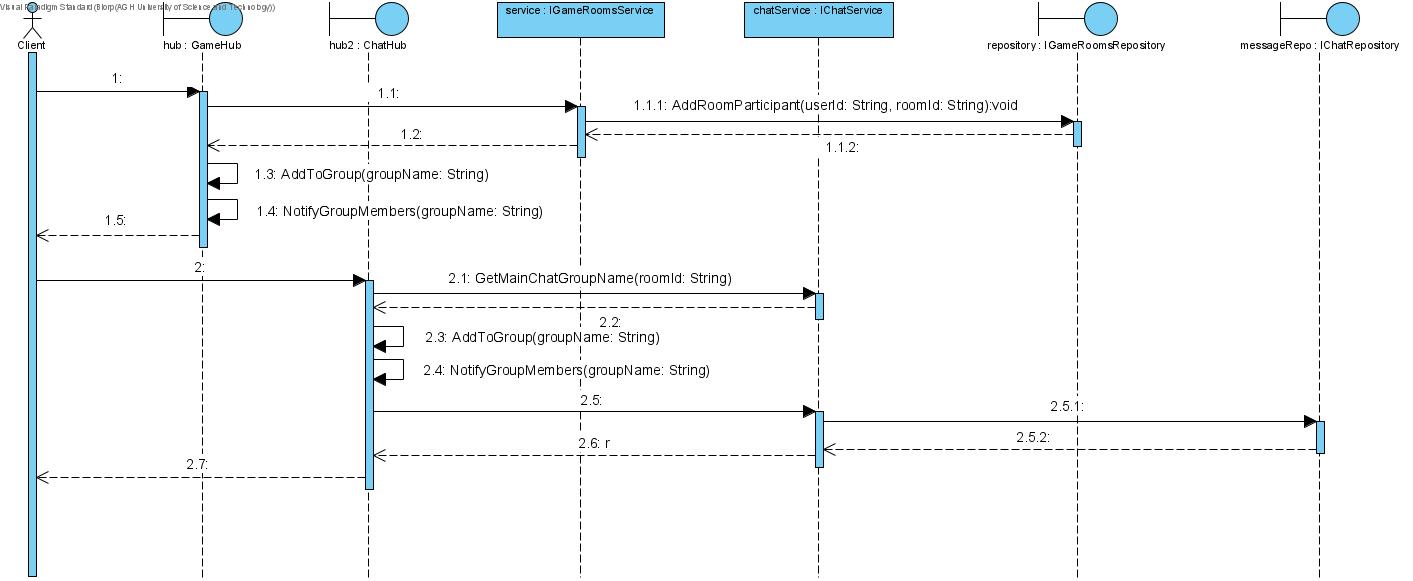 Visual Paradigm Standard (Blorp(AGH University of Science and Technology))
service : IGameRoomsService
chatService : IChatService
Client
hub : GameHub
hub2 : ChatHub
repository : IGameRoomsRepository
messageRepo : IChatRepository
1:
1.1:
1.1.1: AddRoomParticipant(userId: String, roomId: String):void
1.2:
1.1.2:
1.3: AddToGroup(groupName: String)
1.4: NotifyGroupMembers(groupName: String)
1.5:
2:
2.1: GetMainChatGroupName(roomId: String)
2.2:
2.3: AddToGroup(groupName: String)
2.4: NotifyGroupMembers(groupName: String)
2.5:
2.5.1:
2.6: r
2.5.2:
2.7: